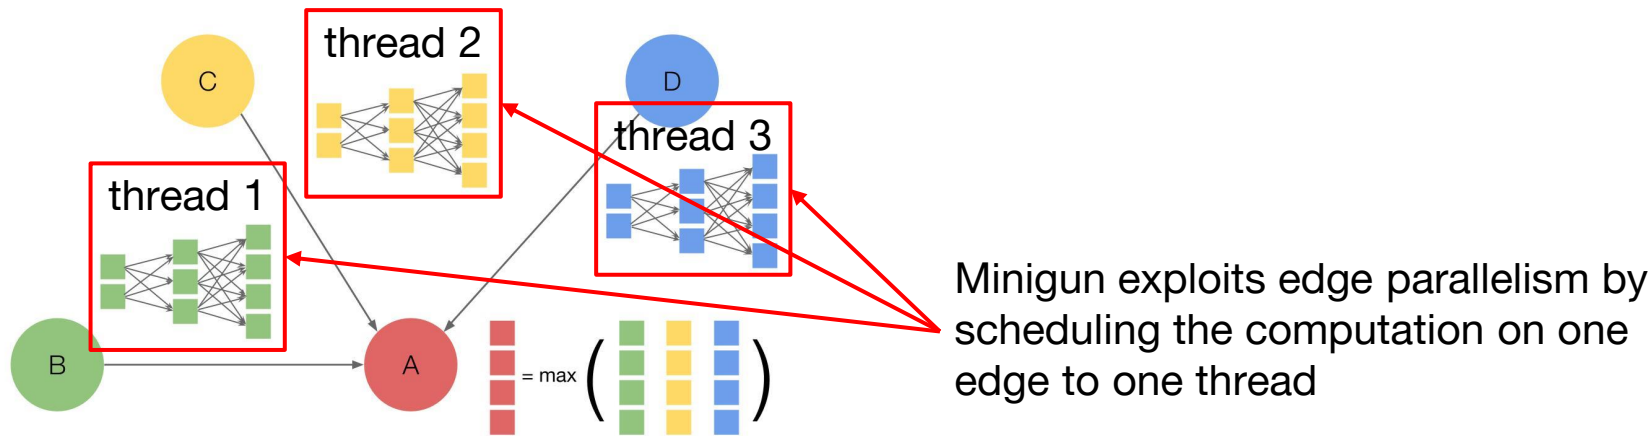 thread 2
C
D
thread 3
thread 1
Minigun exploits edge parallelism by
scheduling the computation on one
edge to one thread
B
A
= max ( )